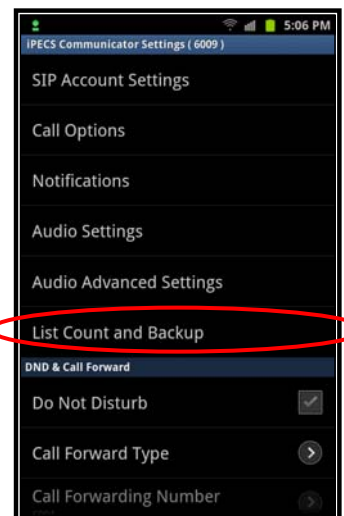 5:06 PM
iPECS Communicator Settings ( 6009 )
SIP Account Settings
Call Options
Notifications
Audio Settings
Audio Advanced Settings
List Count and Backup
DND & Call Forward
Do Not Disturb
Call Forward Type
Call Forwarding Number